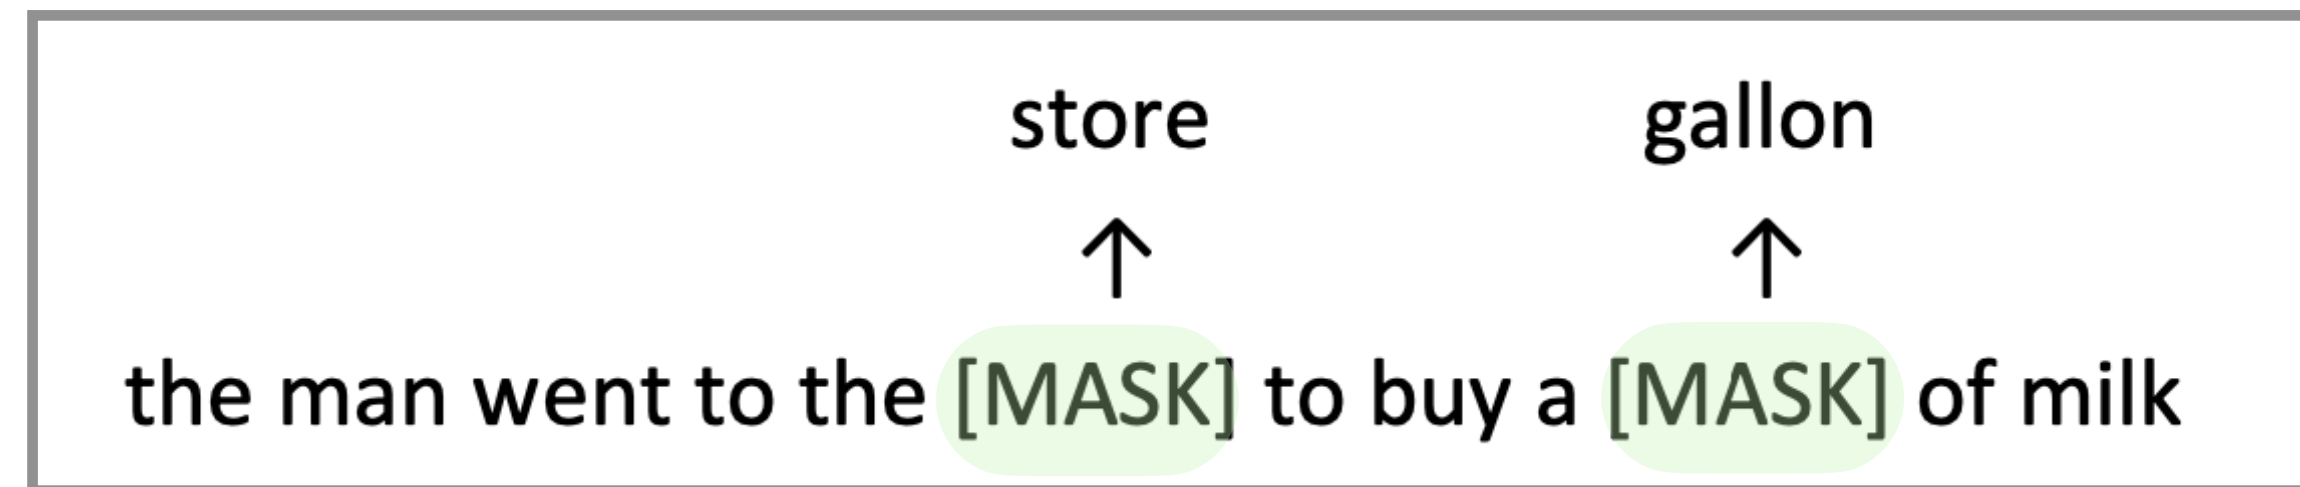 store gallon
↑ ↑
the man went to the [MASK] to buy a [MASK] of milk